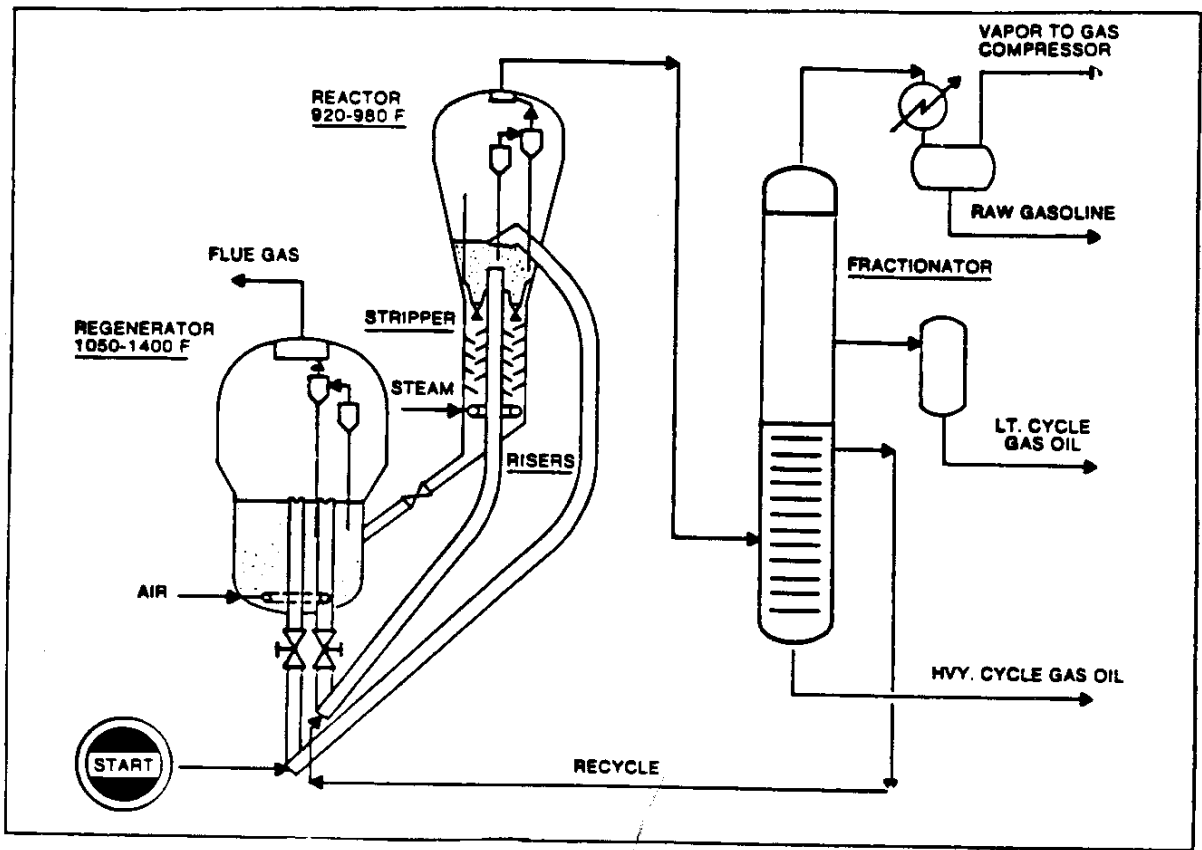 VAPOR TO GAS
COMPRESSOR
REACTOR
920-980 F
RAW GASOLINE
FLUE GAS
FRACTIONATOR
REGENERATOR
1050-1400 F
STRIPPER
STEAM
LT. CYCLE
GAS OIL
RISERS
AIR
HVY. CYCLE GAS OIL
START
RECYCLE